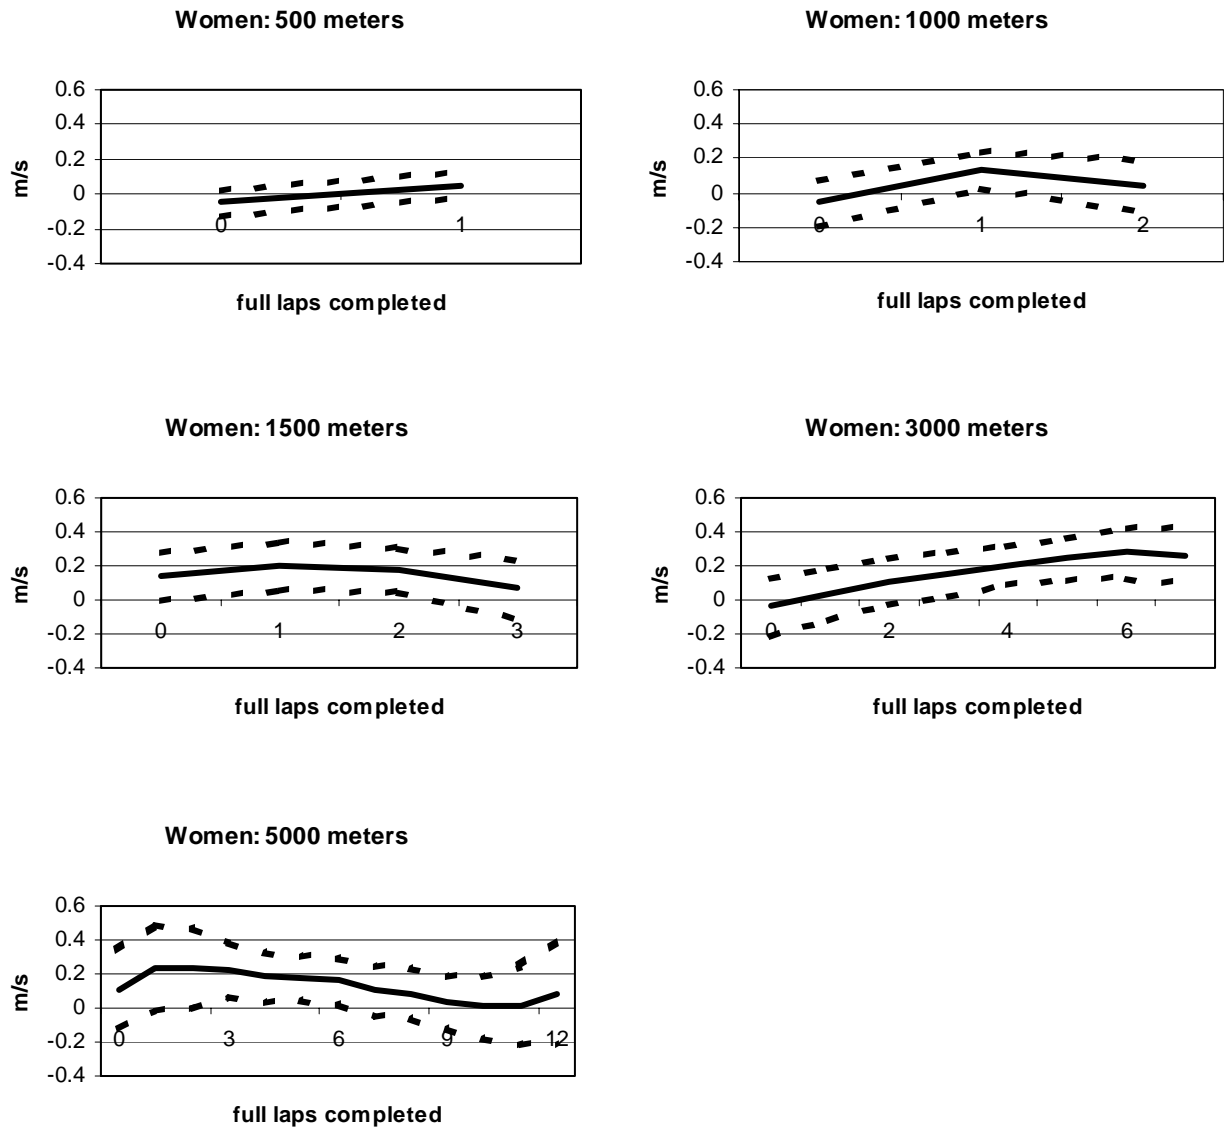 Women: 500 meters
0.6
0.4
0.2
0
-0.2
-0.4
m/s
0 1
full laps completed
Women: 1000 meters
0.6
0.4
0.2
0
-0.2
-0.4
m/s
0 1 2
full laps completed
Women: 1500 meters
0.6
0.4
0.2
0
-0.2
-0.4
m/s
0 1 2 3
full laps completed
Women: 3000 meters
0.6
0.4
0.2
0
-0.2
-0.4
m/s
0 2 4 6
full laps completed
Women: 5000 meters
0.6
0.4
0.2
0
-0.2
-0.4
m/s
0 3 6 9 12
full laps completed